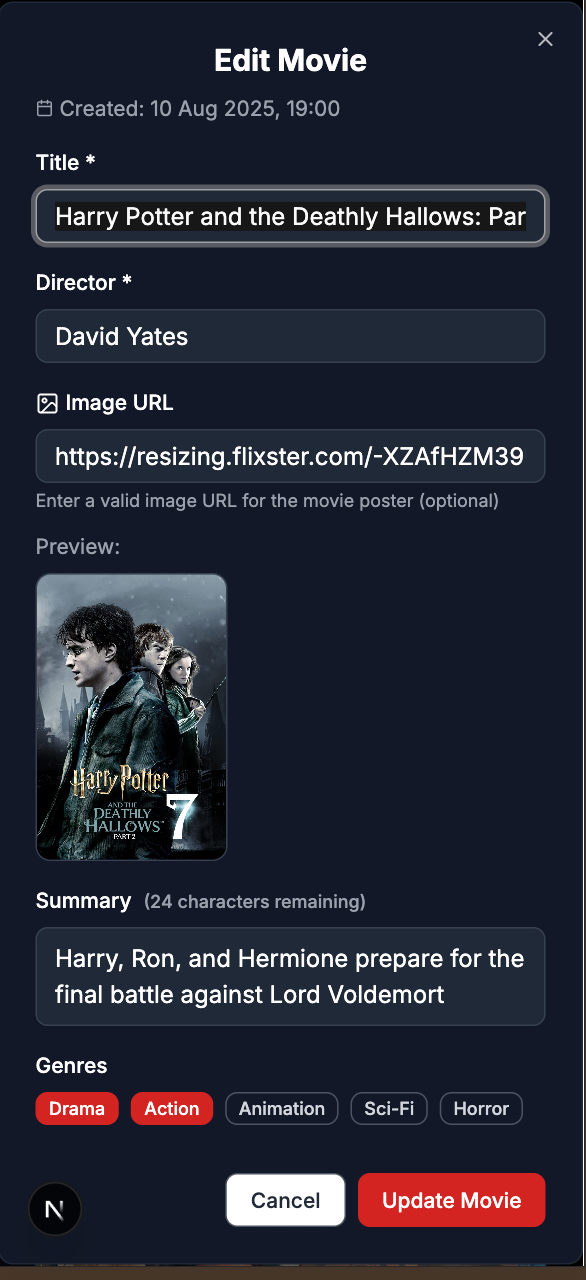 Edit Movie
Created: 10 Aug 2025, 19:00
Title *
Harry Potter and the Deathly Hallows: Par
Director *
David Yates
Image URL
https://resizing.flixster.com/-XZAfHZM39
Enter a valid image URL for the movie poster (optional)
Preview:
Harry Potter
AND THE
DEATHLY
HALLOWS
7
PART 2
Summary (24 characters remaining)
Harry, Ron, and Hermione prepare for the
final battle against Lord Voldemort
Genres
Drama Action Animation Sci-Fi Horror
N
Cancel Update Movie